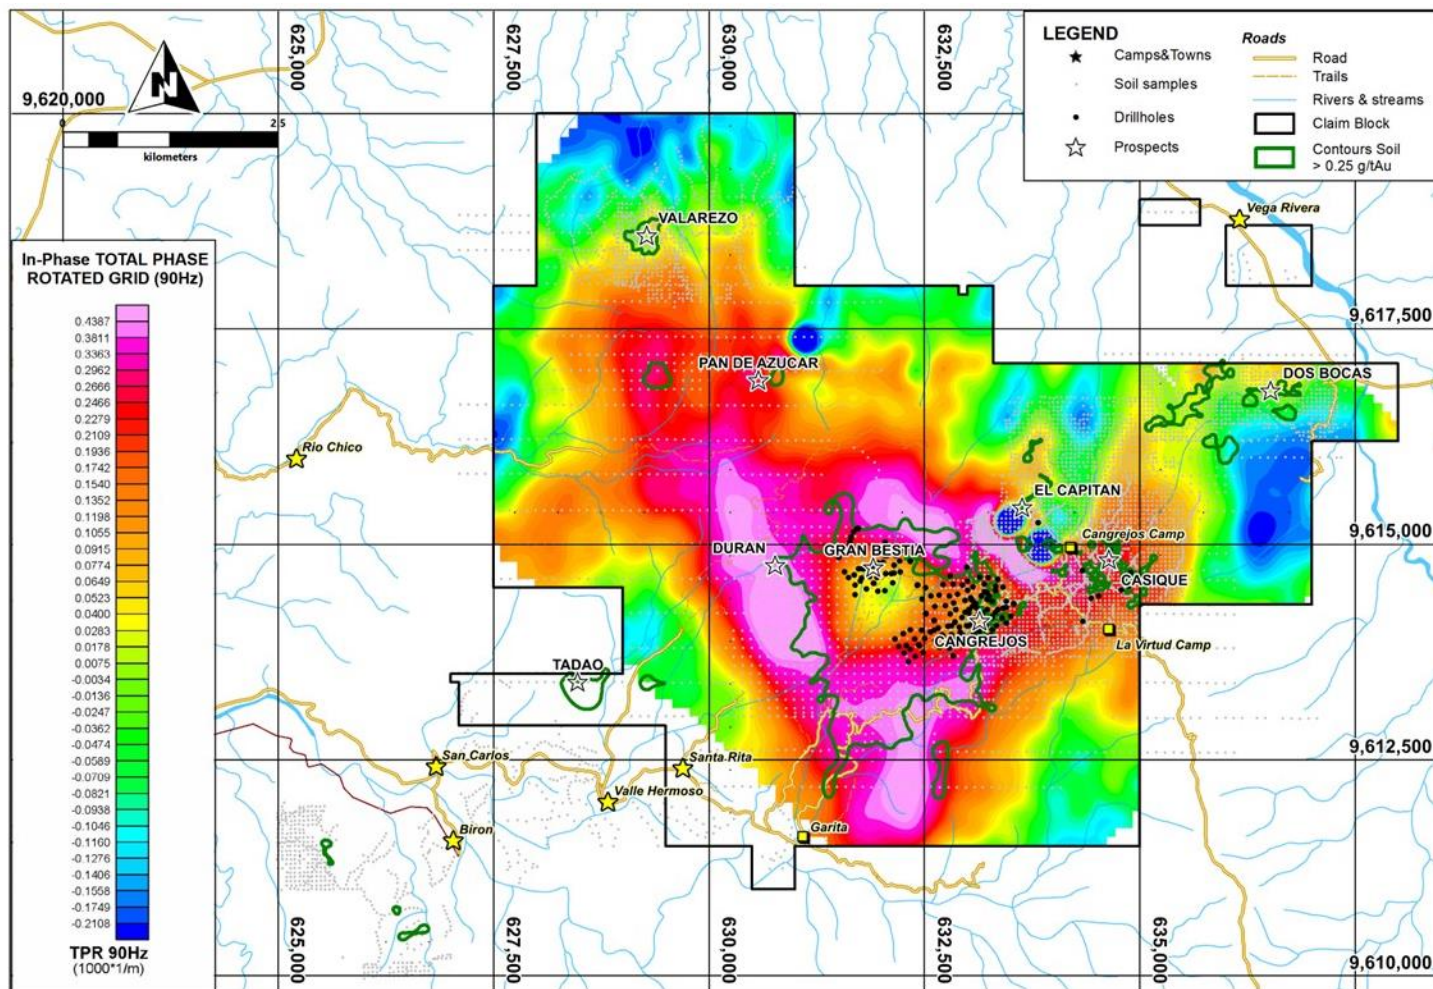 625,000
627,500
630,000
632,500
LEGEND
Camps&Towns
Soil samples
Drillholes
Prospects
Roads
Road
Trails
Rivers & streams
Claim Block
Contours Soil
> 0.25 g/tAu
N
9,620,000
0
2.5
kilometers
VALAREZO
Vega Rivera
In-Phase TOTAL PHASE
ROTATED GRID (90Hz)
0.4387
0.3811
0.3363
0.2962
0.2666
0.2466
0.2279
0.2109
0.1936
0.1742
0.1540
0.1352
0.1198
0.1055
0.0915
0.0774
0.0649
0.0523
0.0400
0.0283
0.0178
0.0075
-0.0034
-0.0136
-0.0247
-0.0362
-0.0474
-0.0589
-0.0709
-0.0821
-0.0938
-0.1046
-0.1160
-0.1276
-0.1406
-0.1558
-0.1749
-0.2108
TPR 90Hz
(1000*1/m)
9,617,500
PAN DE AZUCAR
DOS BOCAS
Rio Chico
EL CAPITAN
Cangrejos Camp
9,615,000
DURAN
GRAN BESTIA
CASIQUE
CANGREJOS
La Virtud Camp
TADAO
San Carlos
Santa Rita
9,612,500
Valle Hermoso
Biron
Garita
625,000
627,500
630,000
632,500
635,000
9,610,000